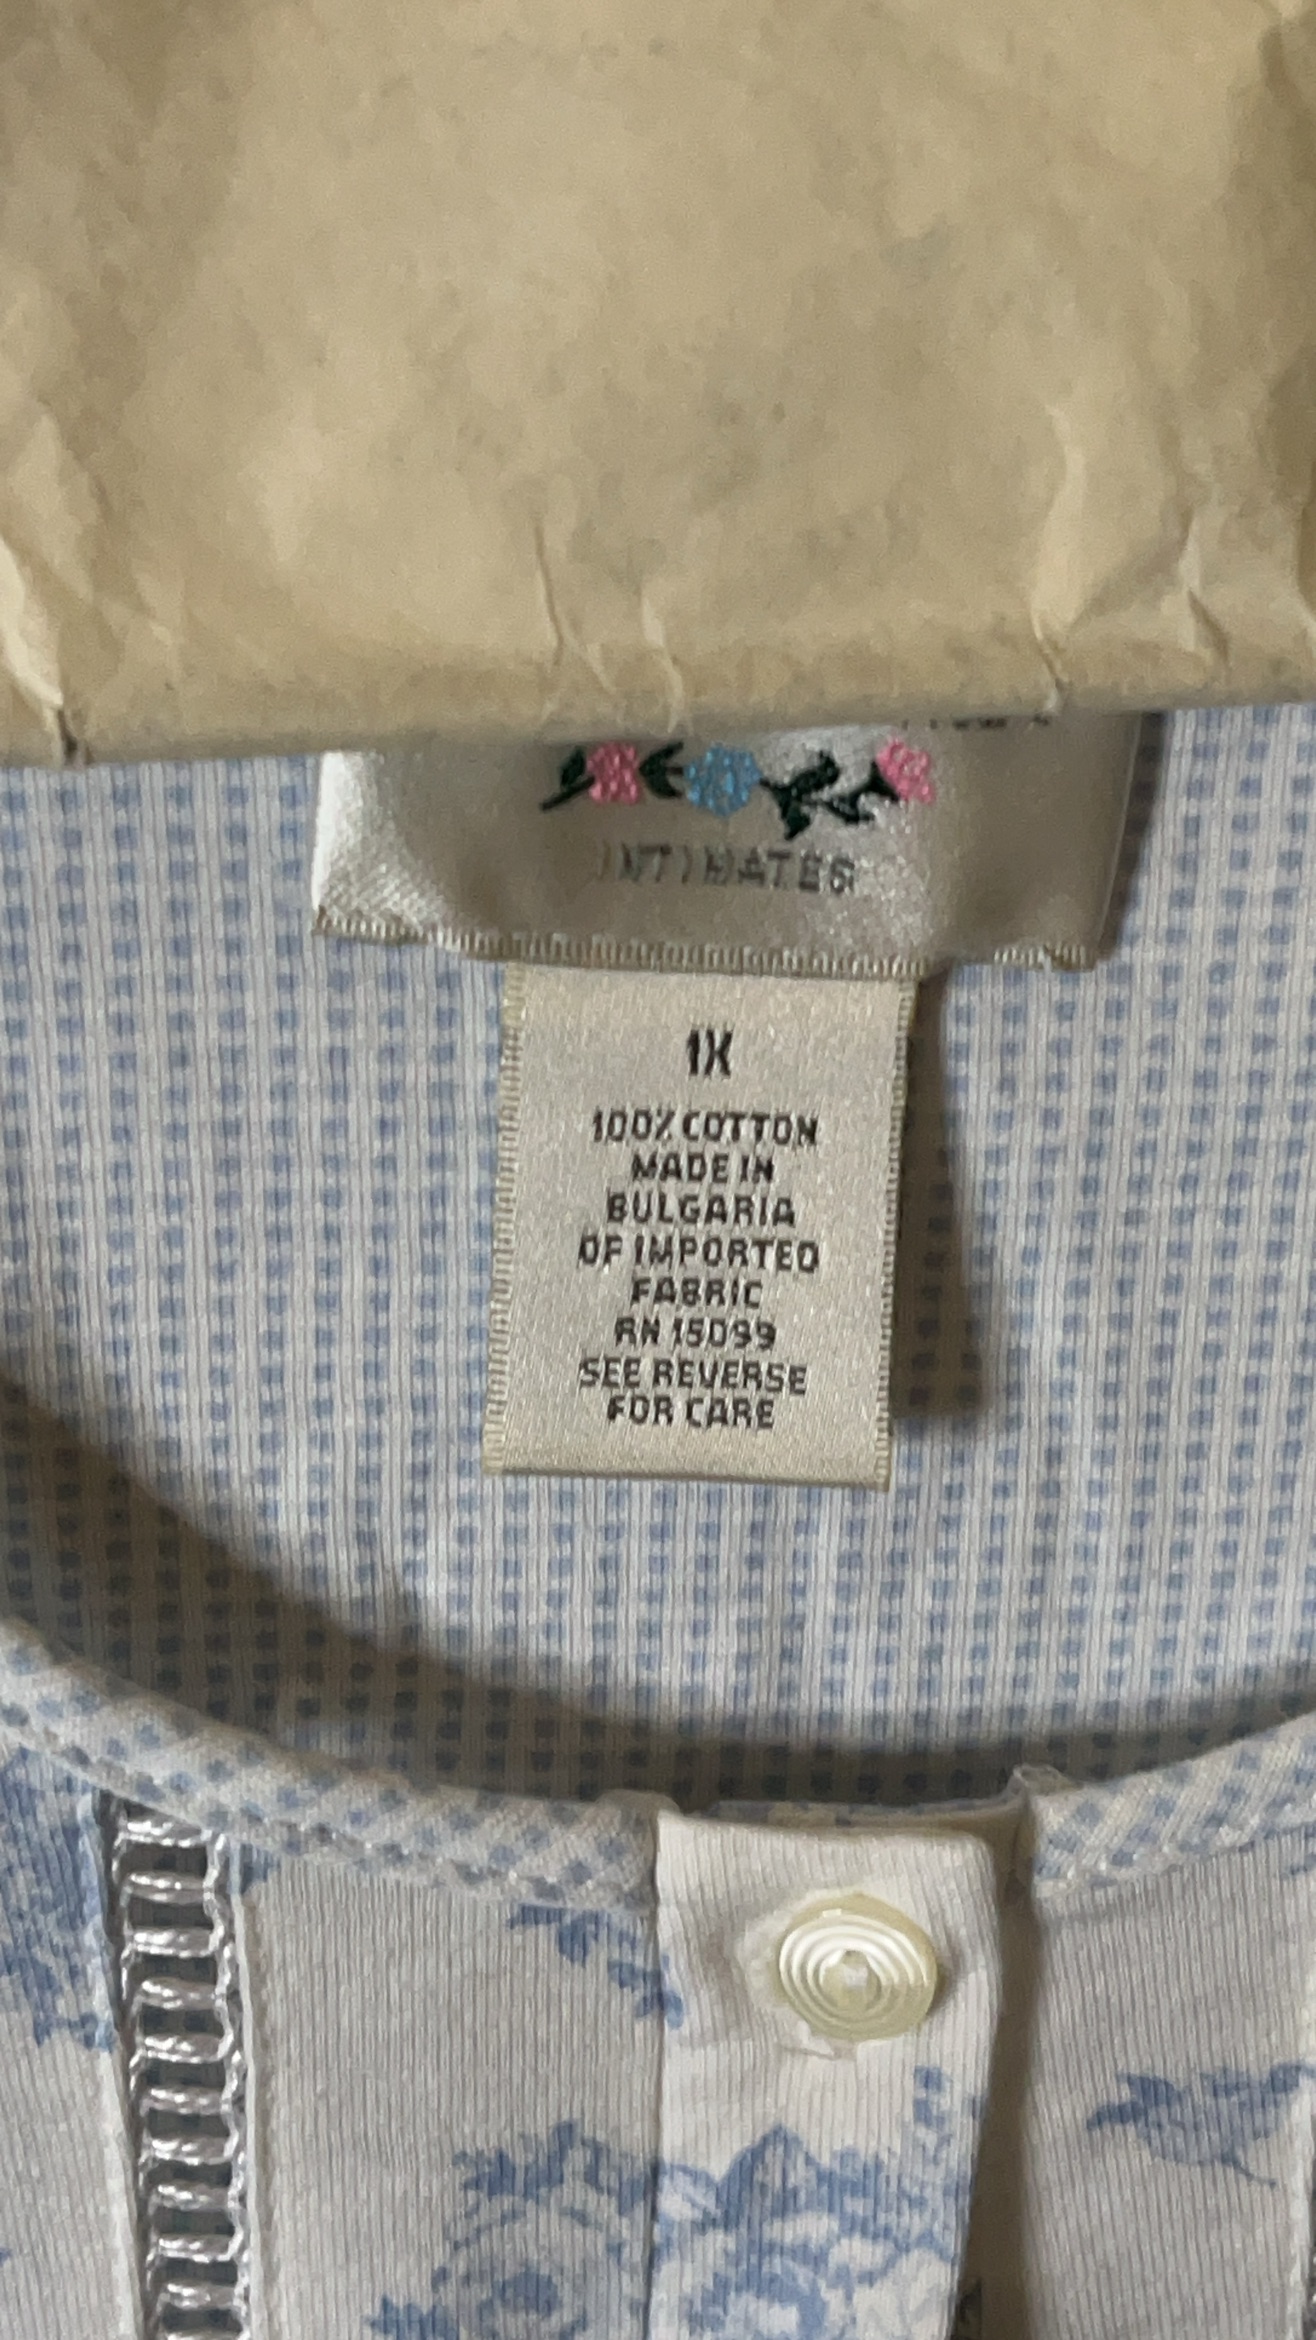 INTIMATES
1X
100% COTTON
MADE IN
BULGARIA
OF IMPORTED
FABRIC
RN 15099
SEE REVERSE
FOR CARE